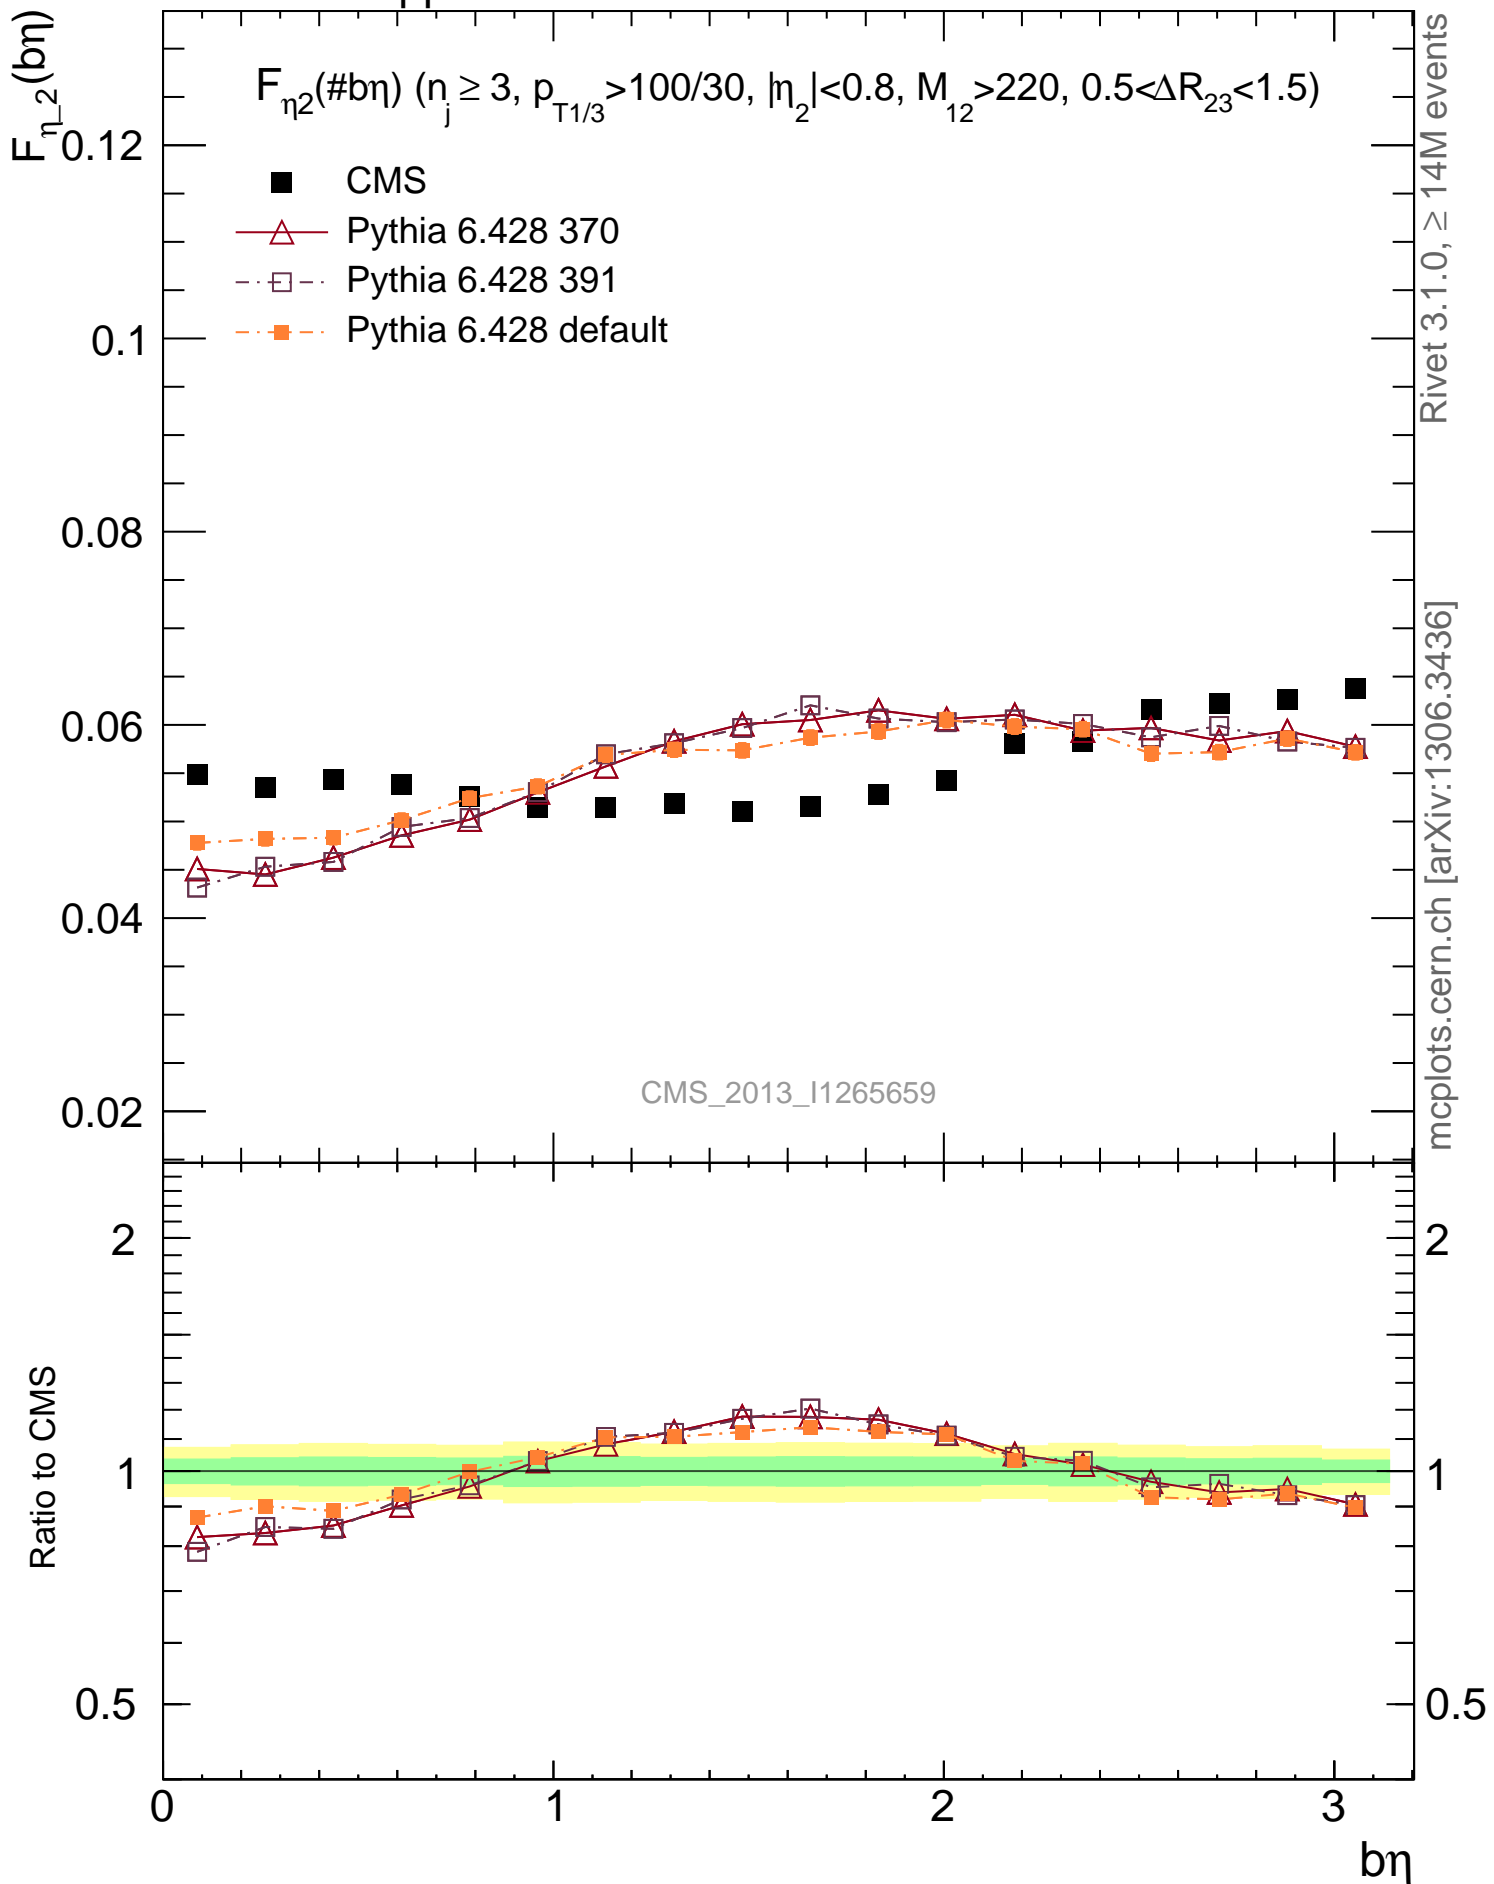 F_η_2(bη)
F_η2(#bη) (n_j ≥ 3, p_T1/3>100/30, |η_2|<0.8, M_12>220, 0.5<ΔR_23<1.5)
CMS
Pythia 6.428 370
Pythia 6.428 391
Pythia 6.428 default
0.12
0.1
0.08
0.06
0.04
0.02
CMS_2013_I1265659
Rivet 3.1.0, ≥ 14M events
mcplots.cern.ch [arXiv:1306.3436]
Ratio to CMS
2
1
0.5
2
1
0.5
0
1
2
3
bη